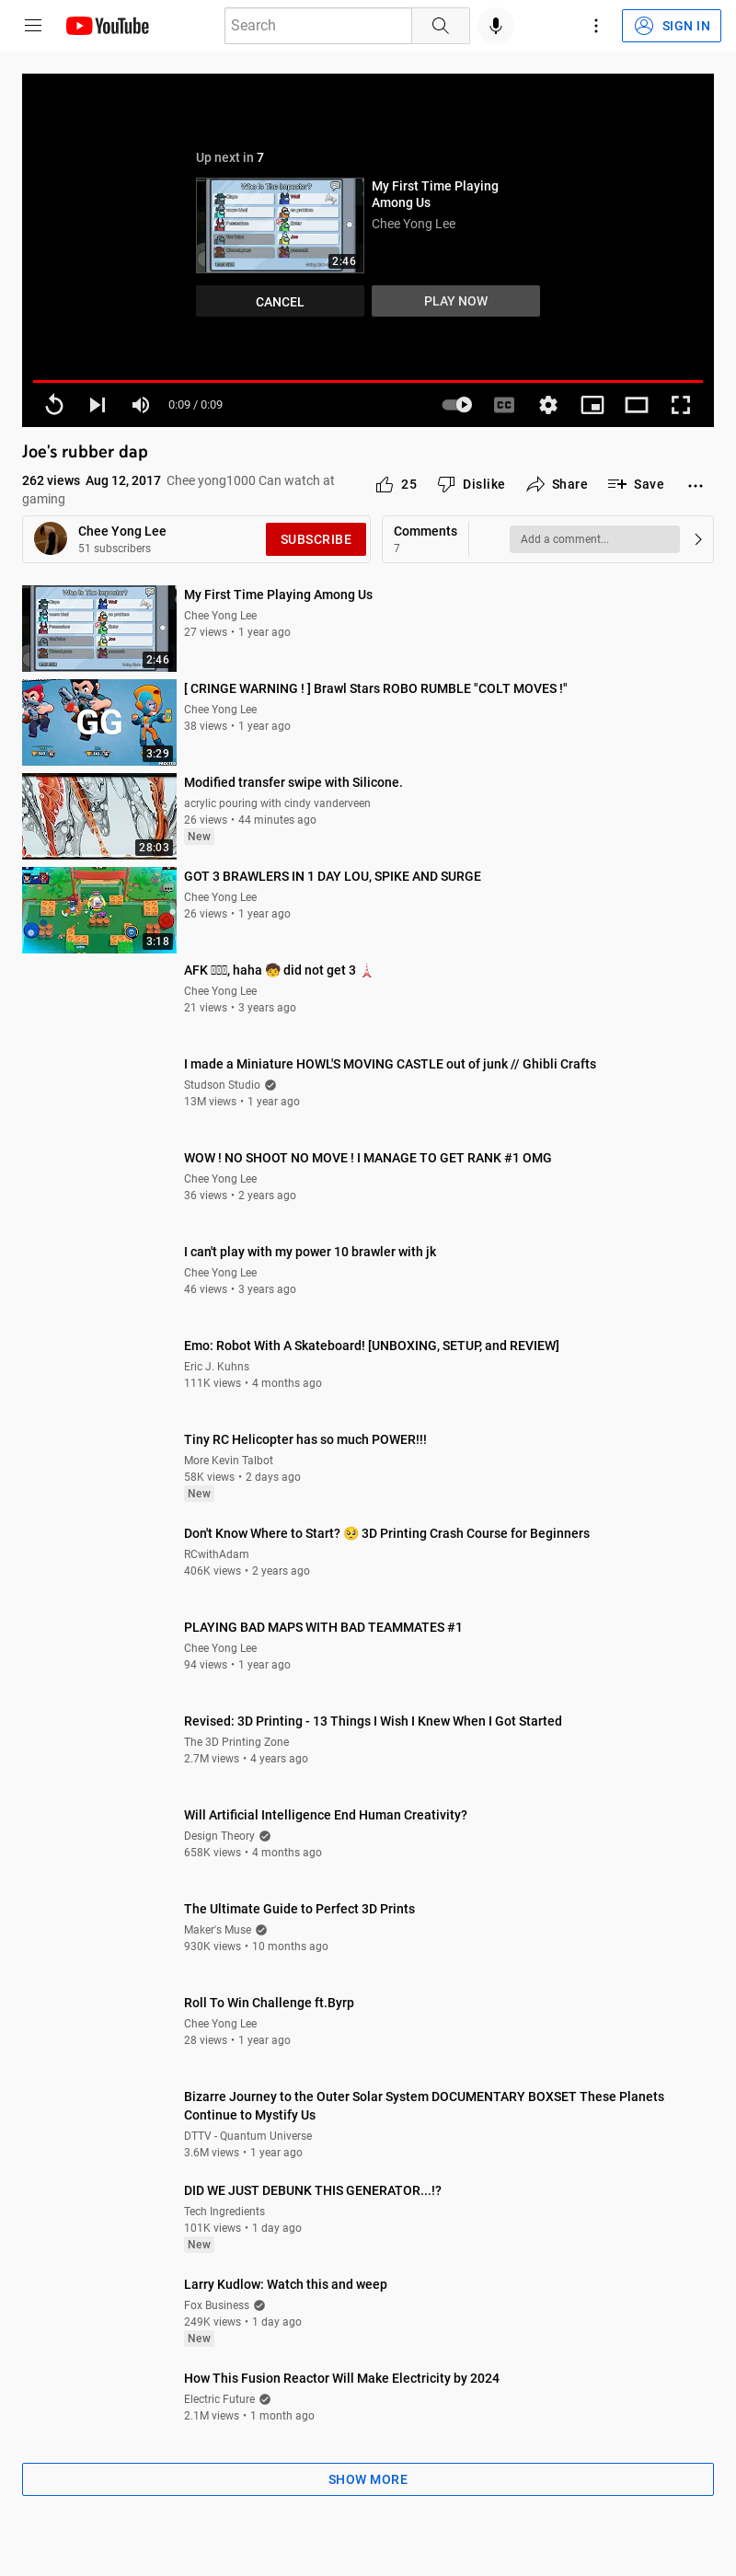 YouTube
Search
SIGN IN
Up next in 7
Who Is The Impostor?
2:46
My First Time Playing
Among Us
Chee Yong Lee
CANCEL
PLAY NOW
0:09 / 0:09
CC
Joe's rubber dap
262 views Aug 12, 2017 Chee yong1000 Can watch at
gaming
25
Dislike
Share
Save
Chee Yong Lee
51 subscribers
SUBSCRIBE
Comments
7
Add a comment...
Who Is The Impostor?
2:46
My First Time Playing Among Us
Chee Yong Lee
27 views • 1 year ago
GG
3:29
[ CRINGE WARNING ! ] Brawl Stars ROBO RUMBLE "COLT MOVES !"
Chee Yong Lee
38 views • 1 year ago
28:03
Modified transfer swipe with Silicone.
acrylic pouring with cindy vanderveen
26 views • 44 minutes ago
New
3:18
GOT 3 BRAWLERS IN 1 DAY LOU, SPIKE AND SURGE
Chee Yong Lee
26 views • 1 year ago
AFK , haha 🧒 did not get 3 🗼
Chee Yong Lee
21 views • 3 years ago
I made a Miniature HOWL'S MOVING CASTLE out of junk // Ghibli Crafts
Studson Studio
13M views • 1 year ago
WOW ! NO SHOOT NO MOVE ! I MANAGE TO GET RANK #1 OMG
Chee Yong Lee
36 views • 2 years ago
I can't play with my power 10 brawler with jk
Chee Yong Lee
46 views • 3 years ago
Emo: Robot With A Skateboard! [UNBOXING, SETUP, and REVIEW]
Eric J. Kuhns
111K views • 4 months ago
Tiny RC Helicopter has so much POWER!!!
More Kevin Talbot
58K views • 2 days ago
New
Don't Know Where to Start? 🥺 3D Printing Crash Course for Beginners
RCwithAdam
406K views • 2 years ago
PLAYING BAD MAPS WITH BAD TEAMMATES #1
Chee Yong Lee
94 views • 1 year ago
Revised: 3D Printing - 13 Things I Wish I Knew When I Got Started
The 3D Printing Zone
2.7M views • 4 years ago
Will Artificial Intelligence End Human Creativity?
Design Theory
658K views • 4 months ago
The Ultimate Guide to Perfect 3D Prints
Maker's Muse
930K views • 10 months ago
Roll To Win Challenge ft.Byrp
Chee Yong Lee
28 views • 1 year ago
Bizarre Journey to the Outer Solar System DOCUMENTARY BOXSET These Planets
Continue to Mystify Us
DTTV - Quantum Universe
3.6M views • 1 year ago
DID WE JUST DEBUNK THIS GENERATOR...!?
Tech Ingredients
101K views • 1 day ago
New
Larry Kudlow: Watch this and weep
Fox Business
249K views • 1 day ago
New
How This Fusion Reactor Will Make Electricity by 2024
Electric Future
2.1M views • 1 month ago
SHOW MORE